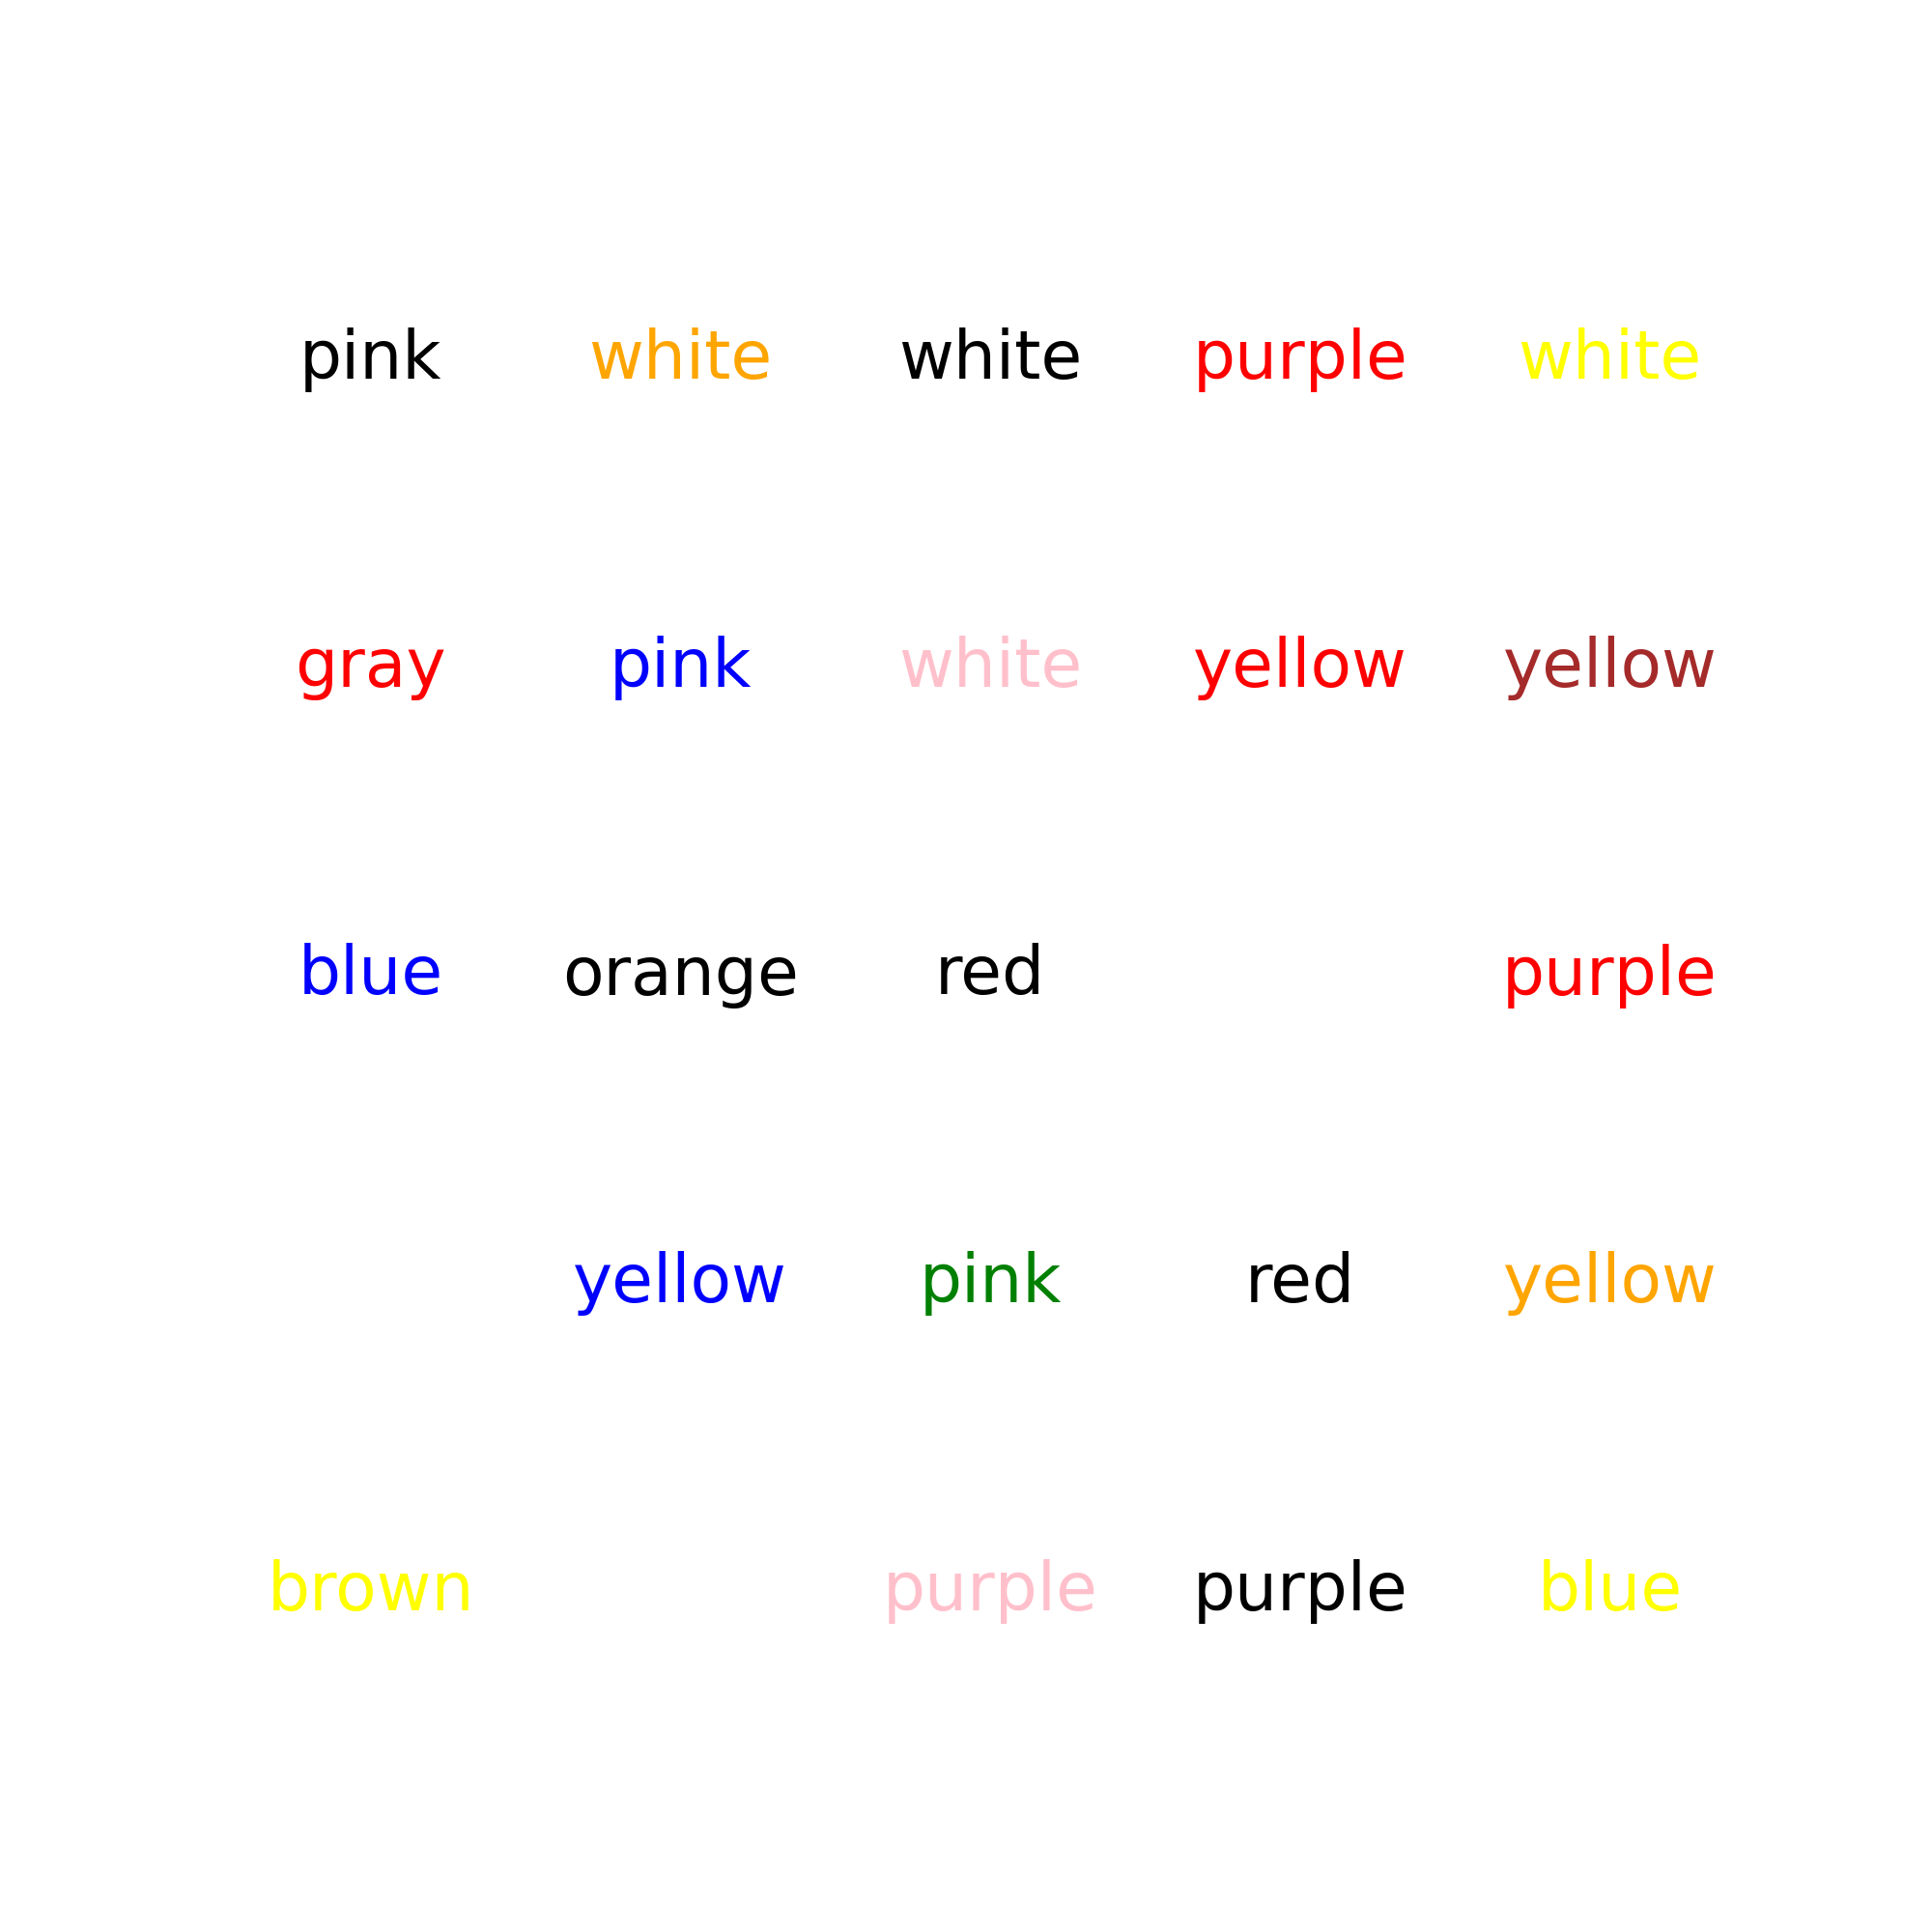 pink white white purple white
gray pink white yellow yellow
blue orange red purple
yellow pink red yellow
brown purple purple blue